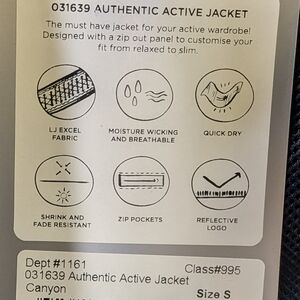 031639 AUTHENTIC ACTIVE JACKET
The must have jacket for your active wardrobe!
Designed with a zip out panel to customise your
fit from relaxed to slim.
LJ EXCEL
FABRIC
MOISTURE WICKING
AND BREATHABLE
QUICK DRY
SHRINK AND
FADE RESISTANT
ZIP POCKETS
REFLECTIVE
LOGO
Dept #1161
Class#995
031639 Authentic Active Jacket
Canyon
Size S